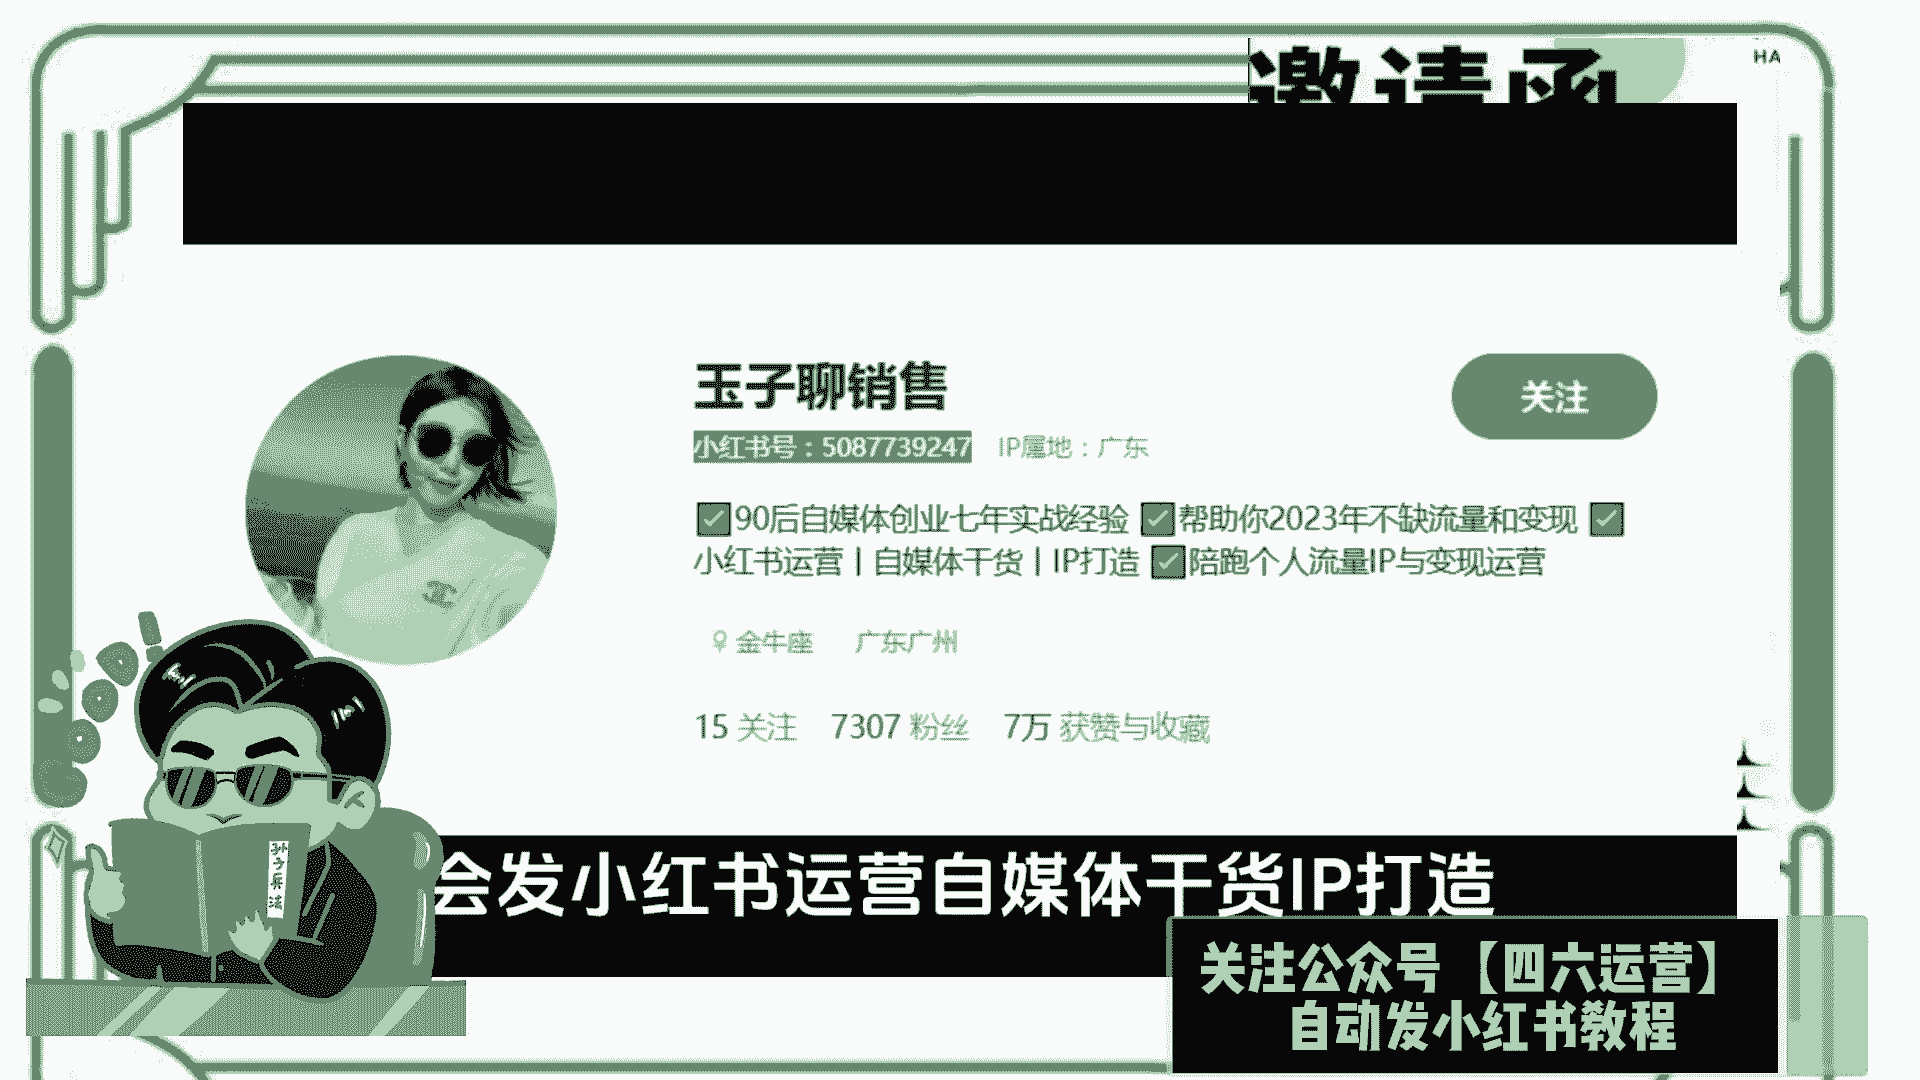 邀请函
HA
玉子聊销售
关注
小红书号：5087739247 IP属地：广东
90后自媒体创业七年实战经验 帮助你2023年不缺流量和变现
小红书运营丨自媒体干货丨IP打造 陪跑个人流量IP与变现运营
金牛座 广东广州
15 关注 7307 粉丝 7万 获赞与收藏
孙子兵法
会发小红书运营自媒体干货IP打造
关注公众号【四六运营】
自动发小红书教程